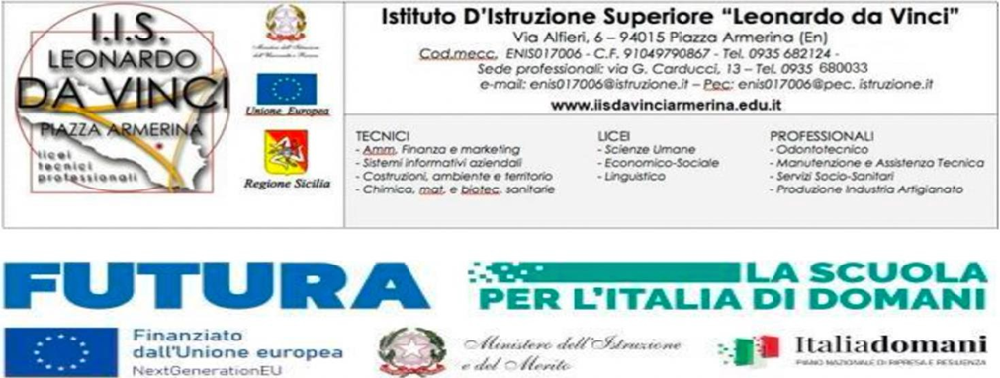 I.I.S.
LEONARDO
DA VINCI
PIAZZA ARMERINA
licei
tecnici
professionali
Unione Europea
Regione Sicilia
Istituto D'Istruzione Superiore "Leonardo da Vinci"
Via Alfieri, 6 – 94015 Piazza Armerina (En)
Cod.mecc. ENIS017006 - C.F. 91049790867 - Tel. 0935 682124 -
Sede professionali: via G. Carducci, 13 – Tel. 0935 680033
e-mail: enis017006@istruzione.it – Pec: enis017006@pec. istruzione.it
www.iisdavinciarmerina.edu.it
TECNICI
- Amm. Finanza e marketing
- Sistemi informativi aziendali
- Costruzioni, ambiente e territorio
- Chimica, mat. e biotec. sanitarie
LICEI
- Scienze Umane
- Economico-Sociale
- Linguistico
PROFESSIONALI
- Odontotecnico
- Manutenzione e Assistenza Tecnica
- Servizi Socio-Sanitari
- Produzione Industria Artigianato
FUTURA
LA SCUOLA
PER L'ITALIA DI DOMANI
Finanziato
dall'Unione europea
NextGenerationEU
Ministero dell'Istruzione
e del Merito
Italiadomani
PIANO NAZIONALE DI RIPRESA E RESILIENZA